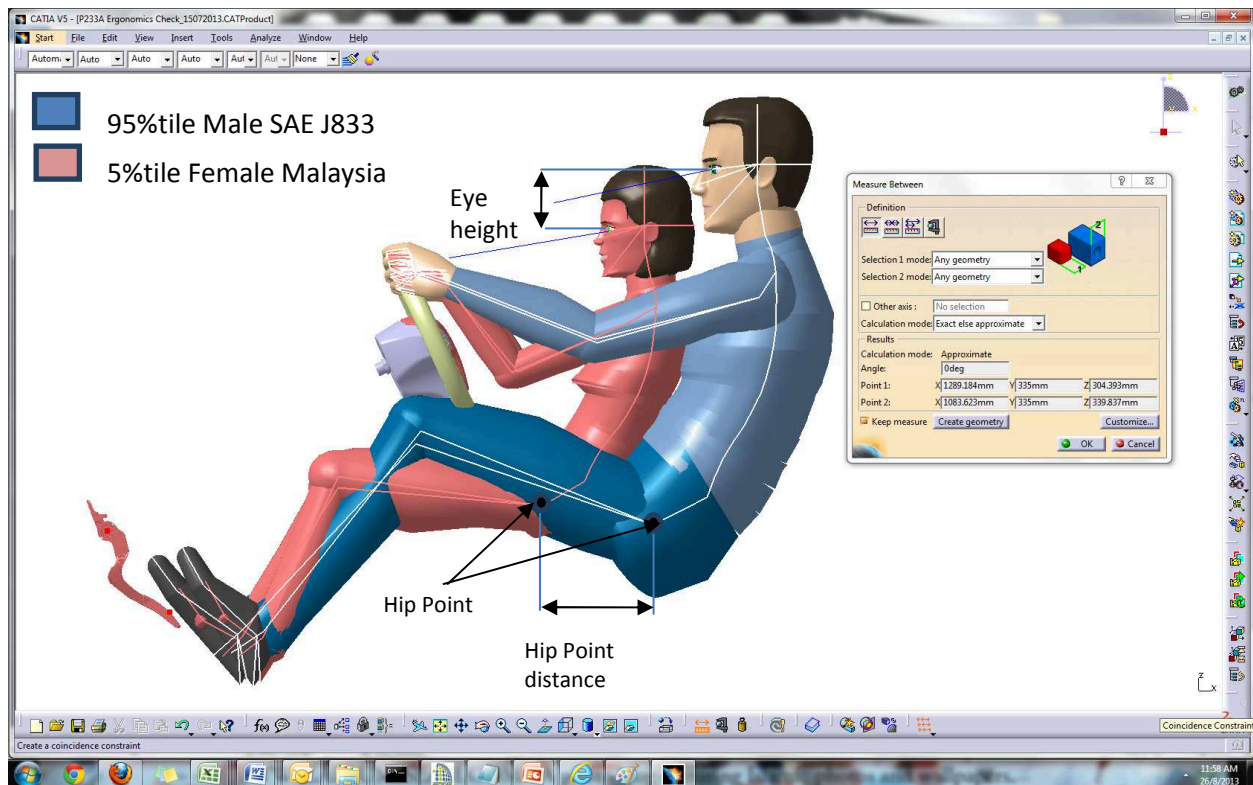 CATIA V5 - [P233A Ergonomics Check_15072013.CATProduct]
Start File Edit View Insert Tools Analyze Window Help
Automa Auto Auto Auto Aut Aut None
95%tile Male SAE J833
5%tile Female Malaysia
Eye
height
Hip Point
Hip Point
distance
Measure Between
Definition
Selection 1 mode: Any geometry
Selection 2 mode: Any geometry
Other axis : No selection
Calculation mode: Exact else approximate
Results
Calculation mode: Approximate
Angle: 0deg
Point 1: X 1289.184mm Y 335mm Z 304.393mm
Point 2: X 1083.623mm Y 335mm Z 339.837mm
Keep measure Create geometry Customize...
OK Cancel
z
x
f(x)
Coincidence Constraint
Create a coincidence constraint
11:58 AM
26/8/2013